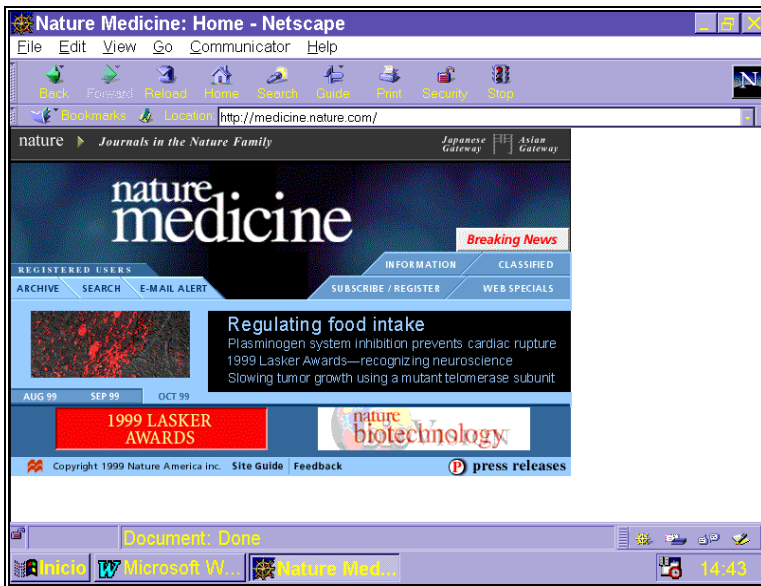 Nature Medicine: Home - Netscape
File Edit View Go Communicator Help
Back Forward Reload Home Search Guide Print Security Stop
N
Bookmarks Location: http://medicine.nature.com/
nature Journals in the Nature Family Japanese Gateway Asian Gateway
nature
medicine
Breaking News
REGISTERED USERS INFORMATION CLASSIFIED
ARCHIVE SEARCH E-MAIL ALERT SUBSCRIBE / REGISTER WEB SPECIALS
Regulating food intake
Plasminogen system inhibition prevents cardiac rupture
1999 Lasker Awards—recognizing neuroscience
Slowing tumor growth using a mutant telomerase subunit
AUG 99 SEP 99 OCT 99
1999 LASKER
AWARDS
nature
biotechnology
Copyright 1999 Nature America inc. Site Guide Feedback P press releases
Document: Done
Inicio Microsoft W... Nature Med... 14:43